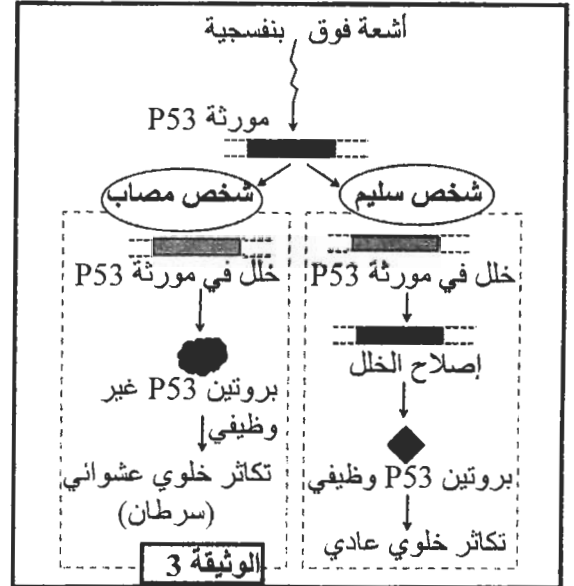 أشعة فوق بنفسجية
مورثة P53
شخص سليم
خلل في مورثة P53
إصلاح الخلل
بروتين P53 وظيفي
تكاثر خلوي عادي
شخص مصاب
خلل في مورثة P53
بروتين P53 غير
وظيفي
تكاثر خلوي عشوائي
(سرطان)
الوثيقة 3